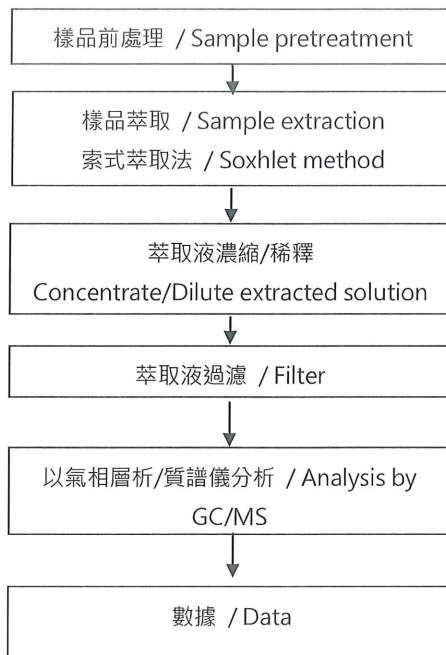 樣品前處理 / Sample pretreatment
樣品萃取 / Sample extraction
索式萃取法 / Soxhlet method
萃取液濃縮/稀釋
Concentrate/Dilute extracted solution
萃取液過濾 / Filter
以氣相層析/質譜儀分析 / Analysis by
GC/MS
數據 / Data